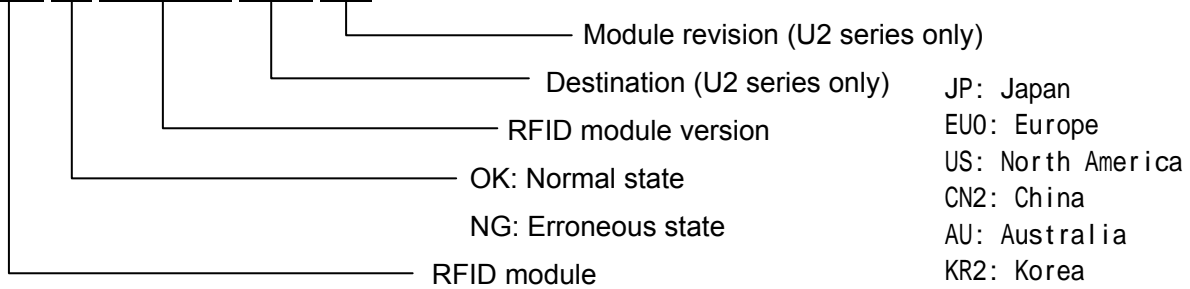 Module revision (U2 series only)
Destination (U2 series only)
RFID module version
OK: Normal state
NG: Erroneous state
RFID module
JP: Japan
EU0: Europe
US: North America
CN2: China
AU: Australia
KR2: Korea